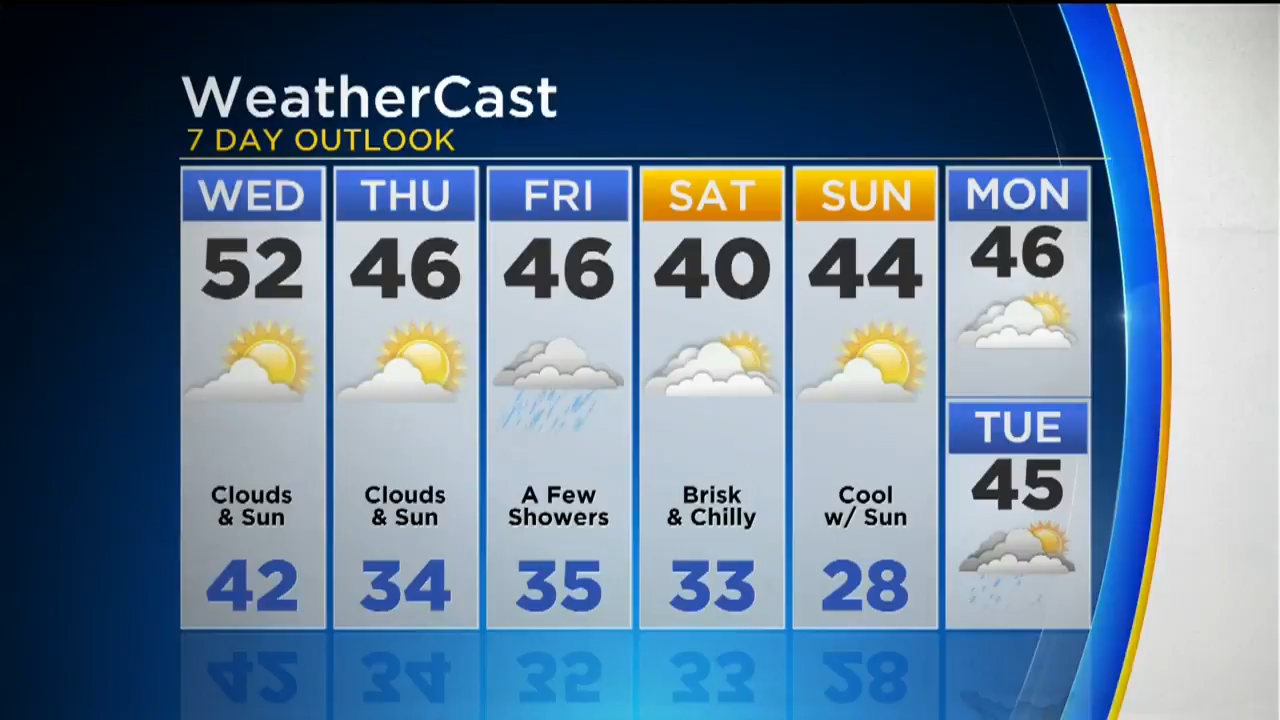 WeatherCast
7 DAY OUTLOOK
WED
52
Clouds
& Sun
42
THU
46
Clouds
& Sun
34
FRI
46
A Few
Showers
35
SAT
40
Brisk
& Chilly
33
SUN
44
Cool
w/ Sun
28
MON
46
TUE
45